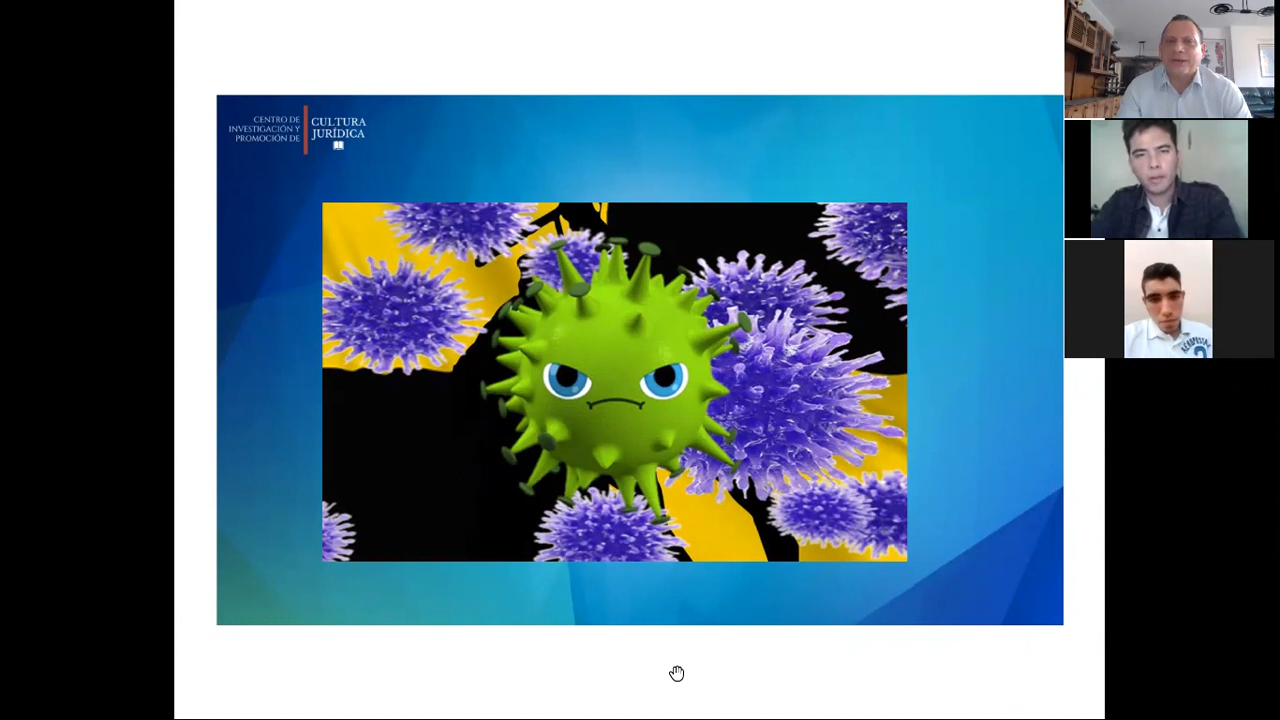 CENTRO DE
INVESTIGACIÓN Y
PROMOCIÓN DE
CULTURA
JURÍDICA